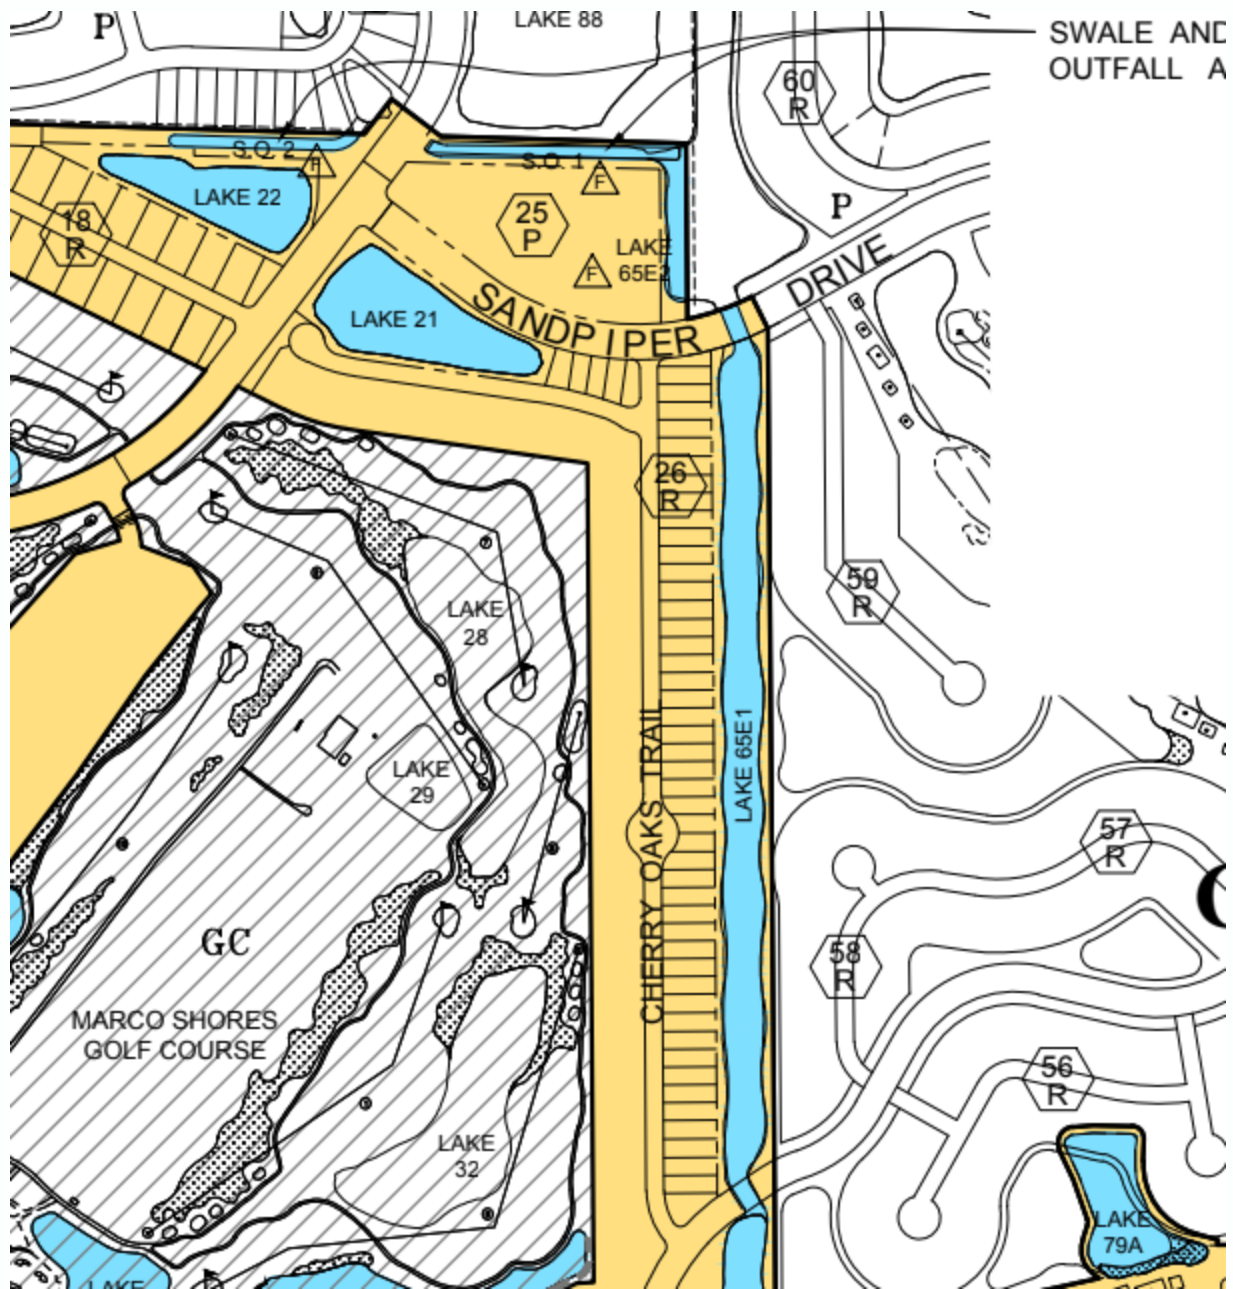 P
LAKE 88
SWALE AND
OUTFALL A
60
R
S.O. 2
F
S.O. 1
F
LAKE 22
18
R
25
P
P
LAKE
65E2
F
DRIVE
LAKE 21
SANDPIPER
26
R
59
R
LAKE
28
LAKE
29
CHERRY OAKS TRAIL
LAKE 65E1
57
R
58
R
GC
MARCO SHORES
GOLF COURSE
56
R
LAKE
32
LAKE
79A
LAKE